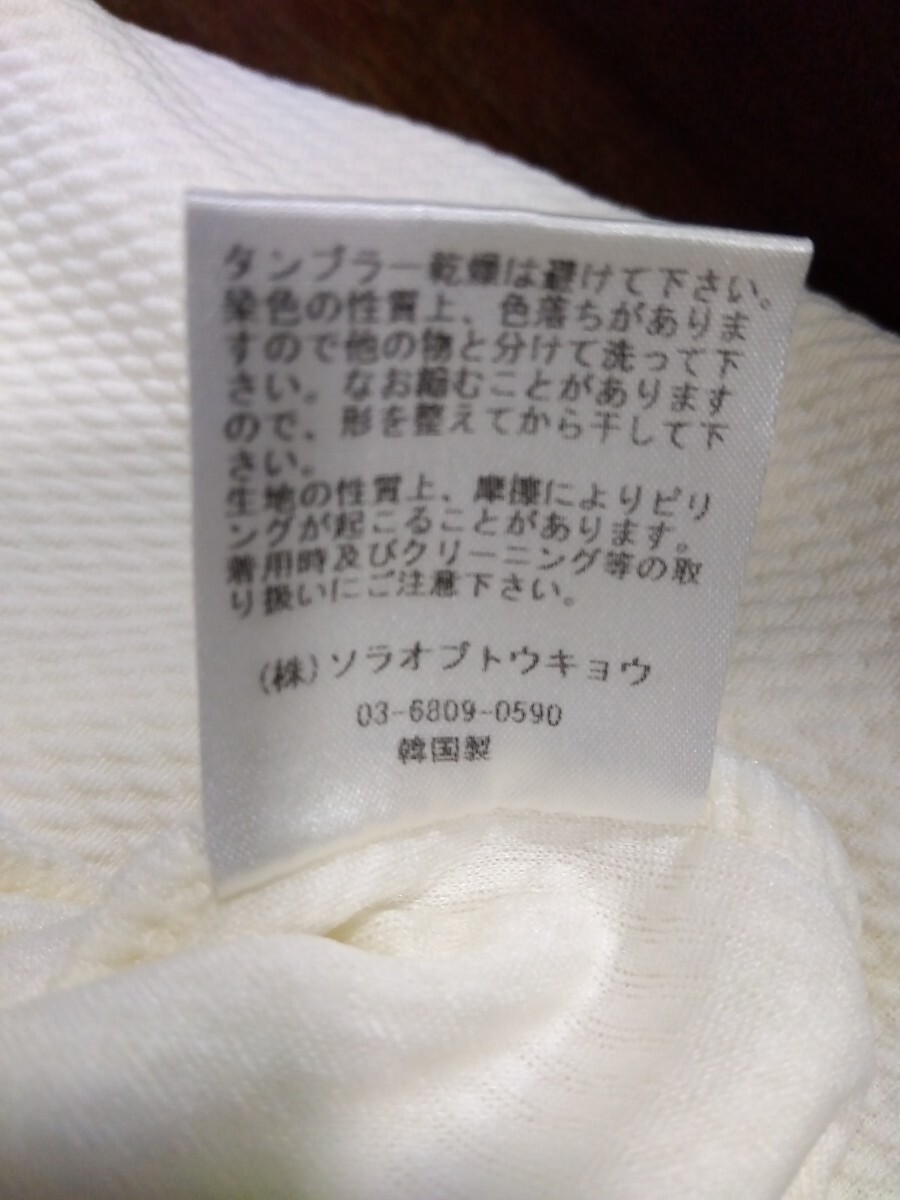 タンブラー乾燥は避けて下さい。
染色の性質上、色落ちがありま
すので他の物と分けて洗って下
さい。なお縮むことがあります
ので、形を整えてから干して下
さい。
生地の性質上、摩擦によりピリ
ングが起こることがあります。
着用時及びクリーニング等の取
り扱いにご注意下さい。
(株)ソラオブトウキョウ
03-6809-0590
韓国製